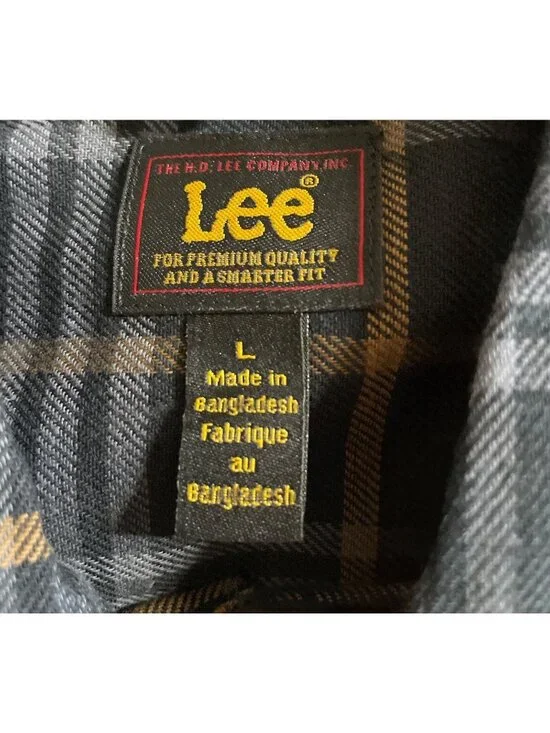 THE H.D. LEE COMPANY, INC.
Lee®
FOR PREMIUM QUALITY
AND A SMARTER FIT
L
Made in
Bangladesh
Fabrique
au
Bangladesh